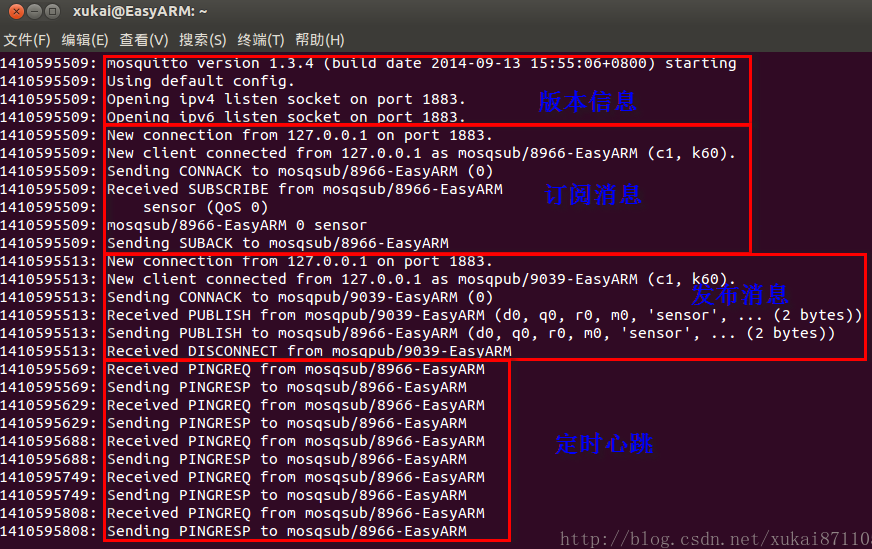 xukai@EasyARM: ~
文件(F) 编辑(E) 查看(V) 搜索(S) 终端(T) 帮助(H)
1410595509: mosquitto version 1.3.4 (build date 2014-09-13 15:55:06+0800) starting
1410595509: Using default config.
1410595509: Opening ipv4 listen socket on port 1883.
1410595509: Opening ipv6 listen socket on port 1883.
版本信息
1410595509: New connection from 127.0.0.1 on port 1883.
1410595509: New client connected from 127.0.0.1 as mosqsub/8966-EasyARM (c1, k60).
1410595509: Sending CONNACK to mosqsub/8966-EasyARM (0)
1410595509: Received SUBSCRIBE from mosqsub/8966-EasyARM
1410595509:     sensor (QoS 0)
1410595509: mosqsub/8966-EasyARM 0 sensor
1410595509: Sending SUBACK to mosqsub/8966-EasyARM
订阅消息
1410595513: New connection from 127.0.0.1 on port 1883.
1410595513: New client connected from 127.0.0.1 as mosqpub/9039-EasyARM (c1, k60).
1410595513: Sending CONNACK to mosqpub/9039-EasyARM (0)
1410595513: Received PUBLISH from mosqpub/9039-EasyARM (d0, q0, r0, m0, 'sensor', ... (2 bytes))
1410595513: Sending PUBLISH to mosqsub/8966-EasyARM (d0, q0, r0, m0, 'sensor', ... (2 bytes))
1410595513: Received DISCONNECT from mosqpub/9039-EasyARM
发布消息
1410595569: Received PINGREQ from mosqsub/8966-EasyARM
1410595569: Sending PINGRESP to mosqsub/8966-EasyARM
1410595629: Received PINGREQ from mosqsub/8966-EasyARM
1410595629: Sending PINGRESP to mosqsub/8966-EasyARM
1410595688: Received PINGREQ from mosqsub/8966-EasyARM
1410595688: Sending PINGRESP to mosqsub/8966-EasyARM
1410595749: Received PINGREQ from mosqsub/8966-EasyARM
1410595749: Sending PINGRESP to mosqsub/8966-EasyARM
1410595808: Received PINGREQ from mosqsub/8966-EasyARM
1410595808: Sending PINGRESP to mosqsub/8966-EasyARM
定时心跳
http://blog.csdn.net/xukai87110